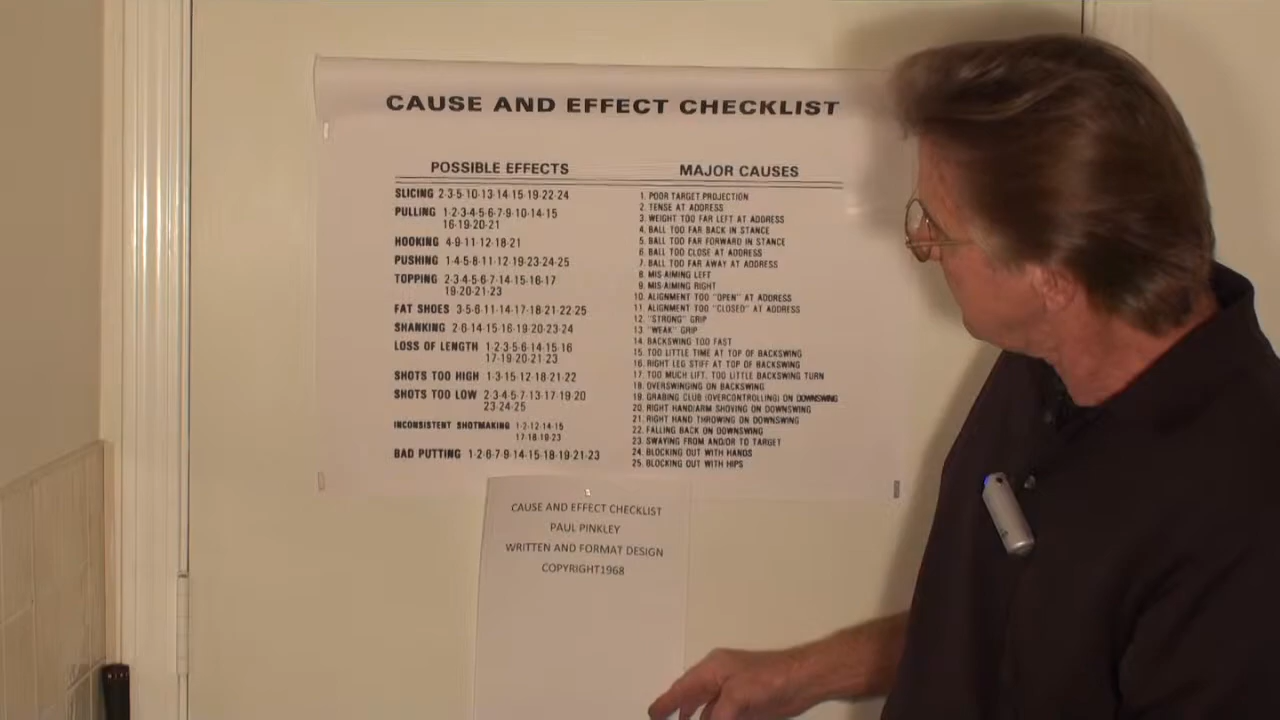 CAUSE AND EFFECT CHECKLIST
POSSIBLE EFFECTS
SLICING 2-3-5-10-13-14-15-19-22-24
PULLING 1-2-3-4-5-6-7-9-10-14-15
16-19-20-21
HOOKING 4-9-11-12-18-21
PUSHING 1-4-5-8-11-12-19-23-24-25
TOPPING 2-3-4-5-6-7-14-15-16-17
19-20-21-23
FAT SHOES 3-5-6-11-14-17-18-21-22-25
SHANKING 2-6-14-15-16-19-20-23-24
LOSS OF LENGTH 1-2-3-5-6-14-15-16
17-19-20-21-23
SHOTS TOO HIGH 1-3-15-12-18-21-22
SHOTS TOO LOW 2-3-4-5-7-13-17-19-20
23-24-25
INCONSISTENT SHOTMAKING 1-2-12-14-15
17-18-19-23
BAD PUTTING 1-2-6-7-9-14-15-18-19-21-23
MAJOR CAUSES
1. POOR TARGET PROJECTION
2. TENSE AT ADDRESS
3. WEIGHT TOO FAR LEFT AT ADDRESS
4. BALL TOO FAR BACK IN STANCE
5. BALL TOO FAR FORWARD IN STANCE
6. BALL TOO CLOSE AT ADDRESS
7. BALL TOO FAR AWAY AT ADDRESS
8. MIS-AIMING LEFT
9. MIS-AIMING RIGHT
10. ALIGNMENT TOO "OPEN" AT ADDRESS
11. ALIGNMENT TOO "CLOSED" AT ADDRESS
12. "STRONG" GRIP
13. "WEAK" GRIP
14. BACKSWING TOO FAST
15. TOO LITTLE TIME AT TOP OF BACKSWING
16. RIGHT LEG STIFF AT TOP OF BACKSWING
17. TOO MUCH LIFT, TOO LITTLE BACKSWING TURN
18. OVERSWINGING ON BACKSWING
19. GRABING CLUB (OVERCONTROLLING) ON DOWNSWING
20. RIGHT HAND/ARM SHOVING ON DOWNSWING
21. RIGHT HAND THROWING ON DOWNSWING
22. FALLING BACK ON DOWNSWING
23. SWAYING FROM AND/OR TO TARGET
24. BLOCKING OUT WITH HANDS
25. BLOCKING OUT WITH HIPS
CAUSE AND EFFECT CHECKLIST
PAUL PINKLEY
WRITTEN AND FORMAT DESIGN
COPYRIGHT1968